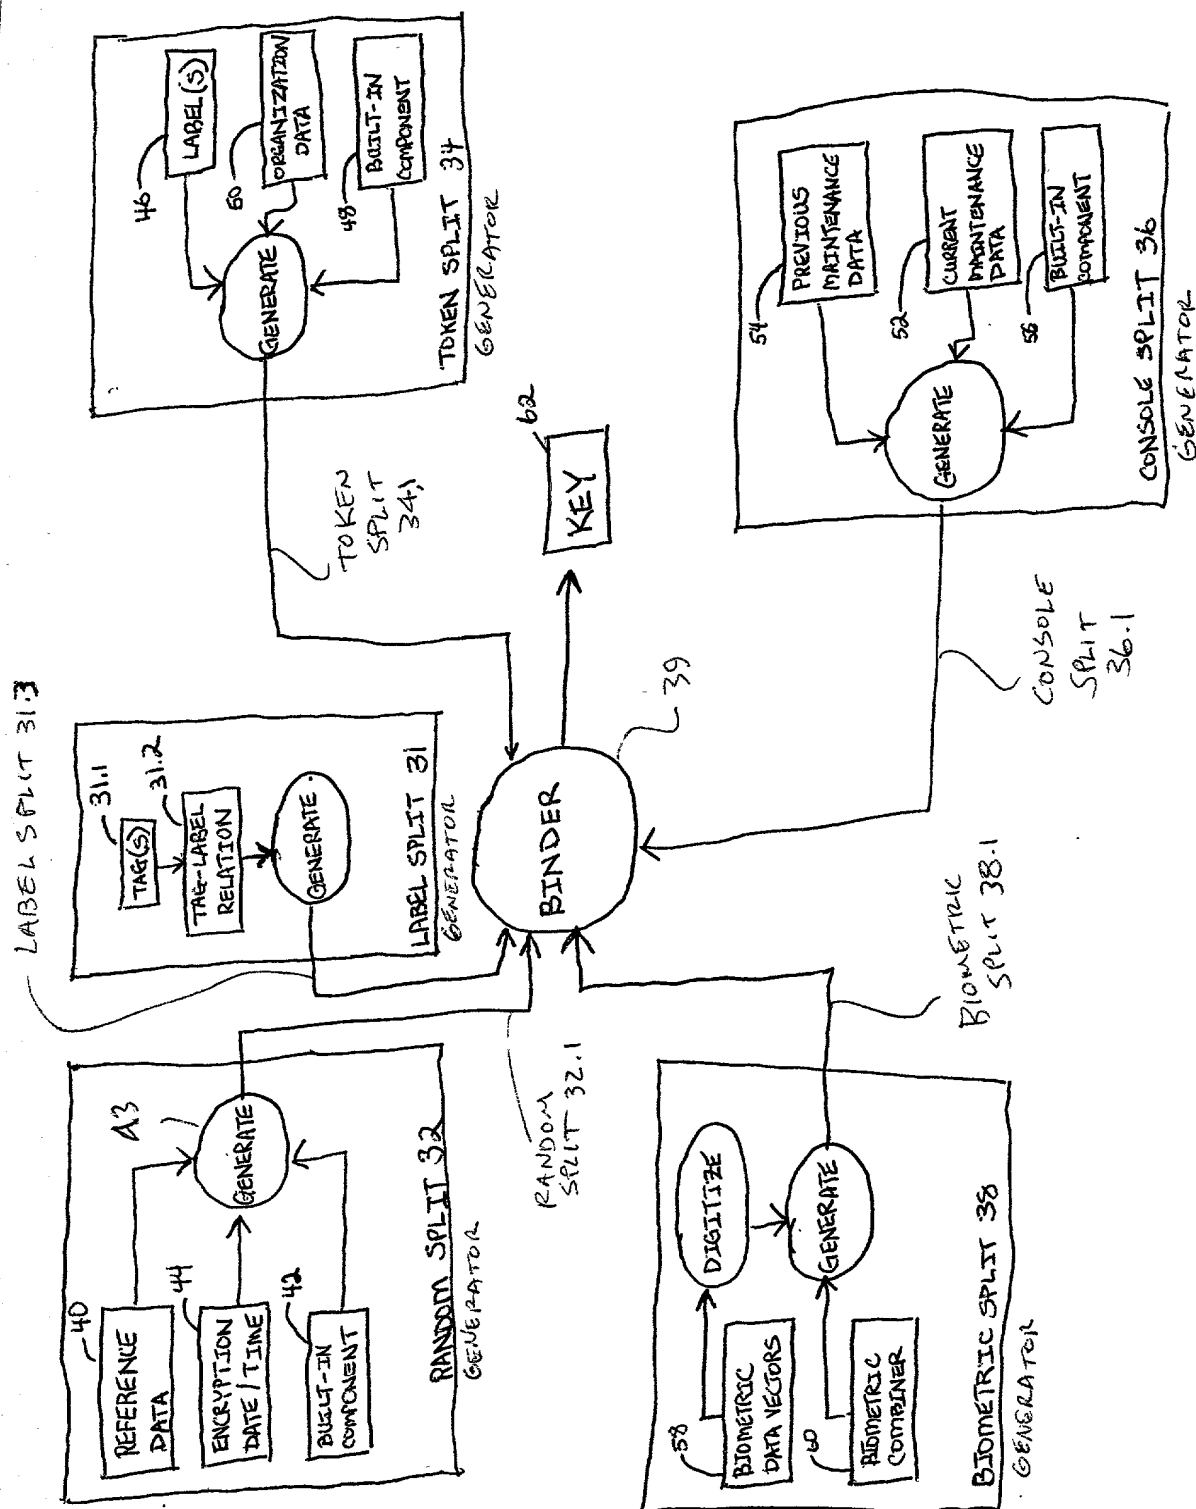 LABEL SPLIT 31.3
40
REFERENCE
DATA
44
ENCRYPTION
DATE/TIME
42
BUILT-IN
COMPONENT
43
GENERATE
RANDOM SPLIT 32
GENERATOR
RANDOM
SPLIT 32.1
31.1
TAG(S)
31.2
TAG-LABEL
RELATION
GENERATE
LABEL SPLIT 31
GENERATOR
46
LABEL(S)
50
ORGANIZATION
DATA
48
BUILT-IN
COMPONENT
GENERATE
TOKEN SPLIT 34
GENERATOR
TOKEN
SPLIT
34.1
BINDER
39
KEY
62
58
BIOMETRIC
DATA VECTORS
DIGITIZE
60
BIOMETRIC
COMBINER
GENERATE
BIOMETRIC SPLIT 38
GENERATOR
BIOMETRIC
SPLIT 38.1
54
PREVIOUS
MAINTENANCE
DATA
52
CURRENT
MAINTENANCE
DATA
56
BUILT-IN
COMPONENT
GENERATE
CONSOLE SPLIT 36
GENERATOR
CONSOLE
SPLIT
36.1